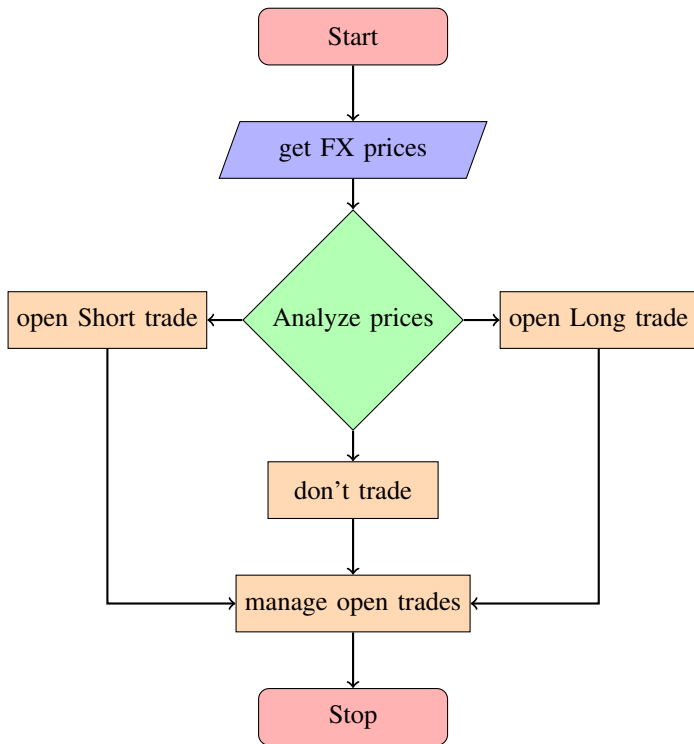 Start
get FX prices
open Short trade
Analyze prices
open Long trade
don't trade
manage open trades
Stop